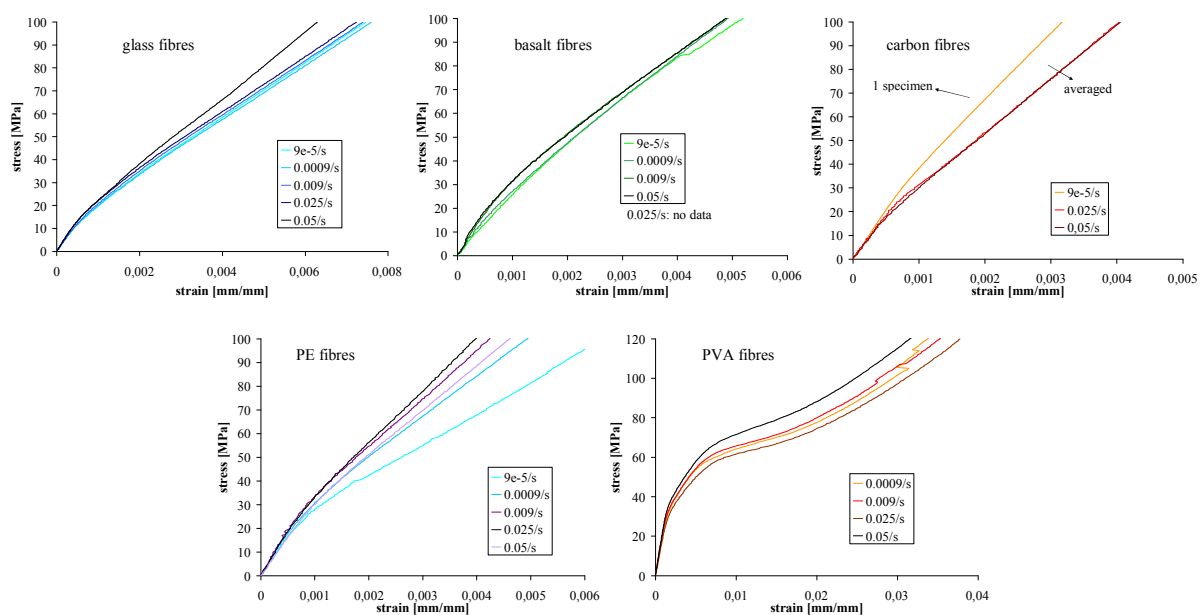 glass fibres
stress [MPa]
100
90
80
70
60
50
40
30
20
10
0
9e-5/s
0.0009/s
0.009/s
0.025/s
0.05/s
0
0,002
0,004
0,006
0,008
strain [mm/mm]
basalt fibres
stress [MPa]
100
90
80
70
60
50
40
30
20
10
0
9e-5/s
0.0009/s
0.009/s
0.05/s
0.025/s: no data
0
0,001
0,002
0,003
0,004
0,005
0,006
strain [mm/mm]
carbon fibres
1 specimen
averaged
stress [MPa]
100
90
80
70
60
50
40
30
20
10
0
9e-5/s
0.025/s
0,05/s
0
0,001
0,002
0,003
0,004
0,005
strain [mm/mm]
PE fibres
stress [MPa]
100
90
80
70
60
50
40
30
20
10
0
9e-5/s
0.0009/s
0.009/s
0.025/s
0.05/s
0
0,001
0,002
0,003
0,004
0,005
0,006
strain [mm/mm]
PVA fibres
stress [MPa]
120
100
80
60
40
20
0
0.0009/s
0.009/s
0.025/s
0.05/s
0
0,01
0,02
0,03
0,04
strain [mm/mm]